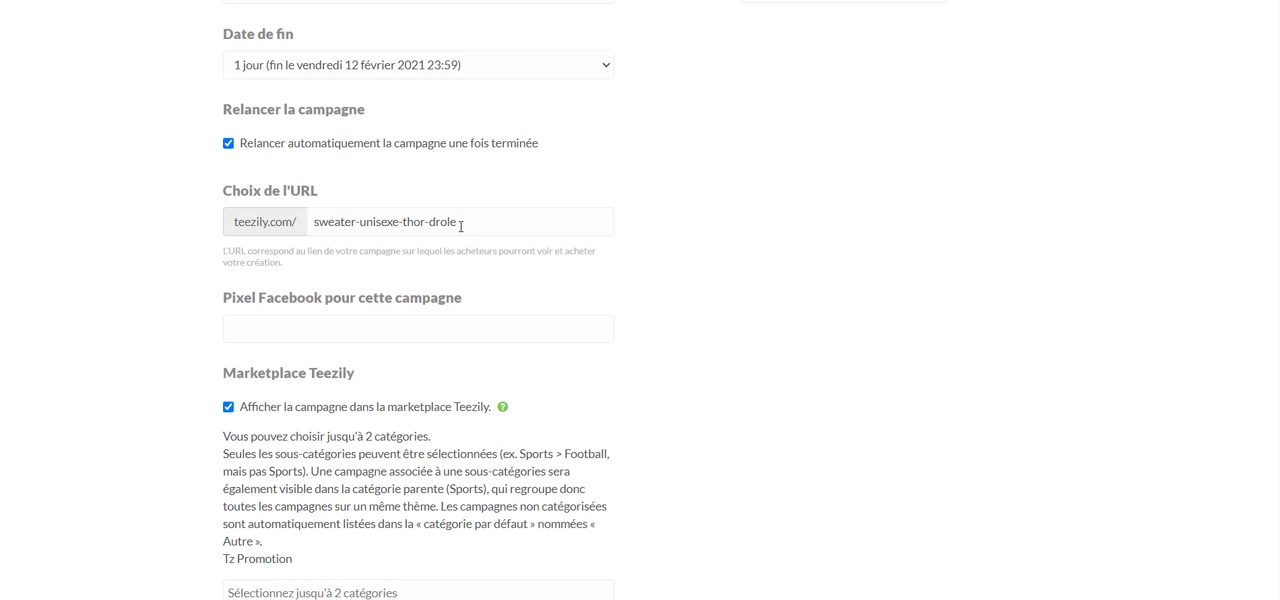 Date de fin
1 jour (fin le vendredi 12 février 2021 23:59)
Relancer la campagne
Relancer automatiquement la campagne une fois terminée
Choix de l'URL
teezily.com/ sweater-unisexe-thor-drole
L'URL correspond au lien de votre campagne sur lequel les acheteurs pourront voir et acheter
votre création.
Pixel Facebook pour cette campagne
Marketplace Teezily
Afficher la campagne dans la marketplace Teezily. ?
Vous pouvez choisir jusqu'à 2 catégories.
Seules les sous-catégories peuvent être sélectionnées (ex. Sports > Football,
mais pas Sports). Une campagne associée à une sous-catégories sera
également visible dans la catégorie parente (Sports), qui regroupe donc
toutes les campagnes sur un même thème. Les campagnes non catégorisées
sont automatiquement listées dans la « catégorie par défaut » nommées «
Autre ».
Tz Promotion
Sélectionnez jusqu'à 2 catégories